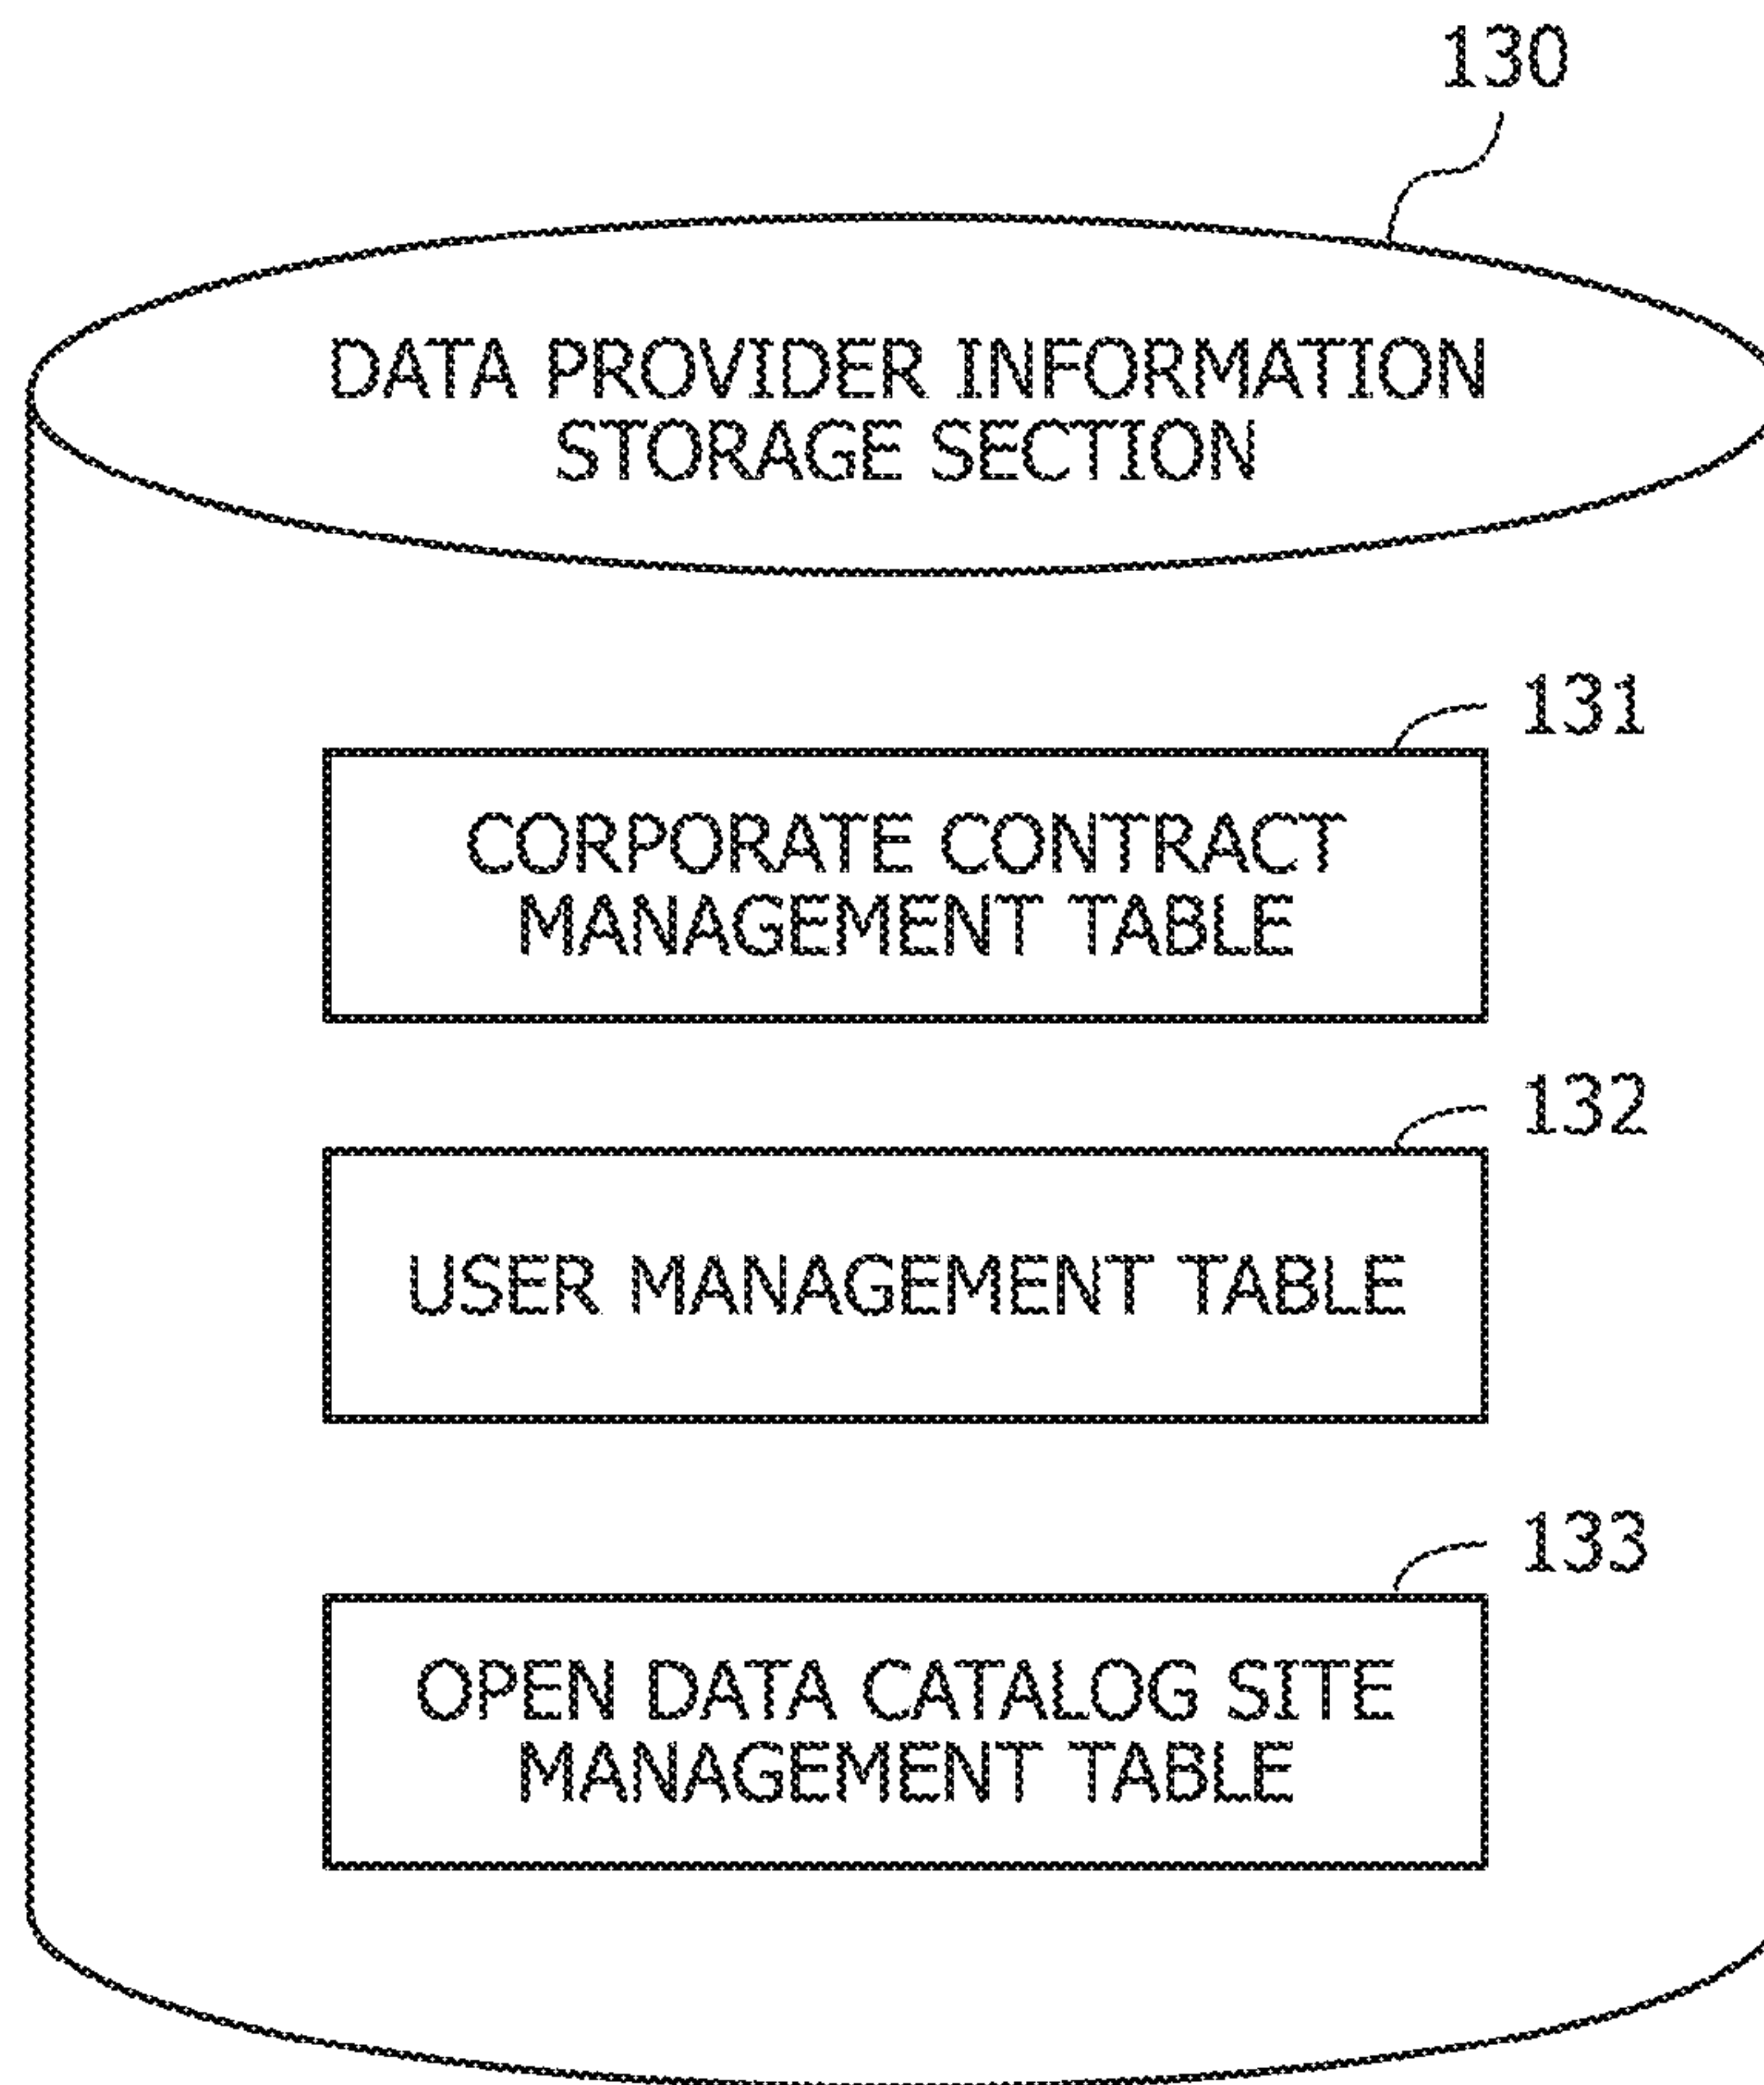 130
DATA PROVIDER INFORMATION
STORAGE SECTION
131
CORPORATE CONTRACT
MANAGEMENT TABLE
132
USER MANAGEMENT TABLE
133
OPEN DATA CATALOG SITE
MANAGEMENT TABLE